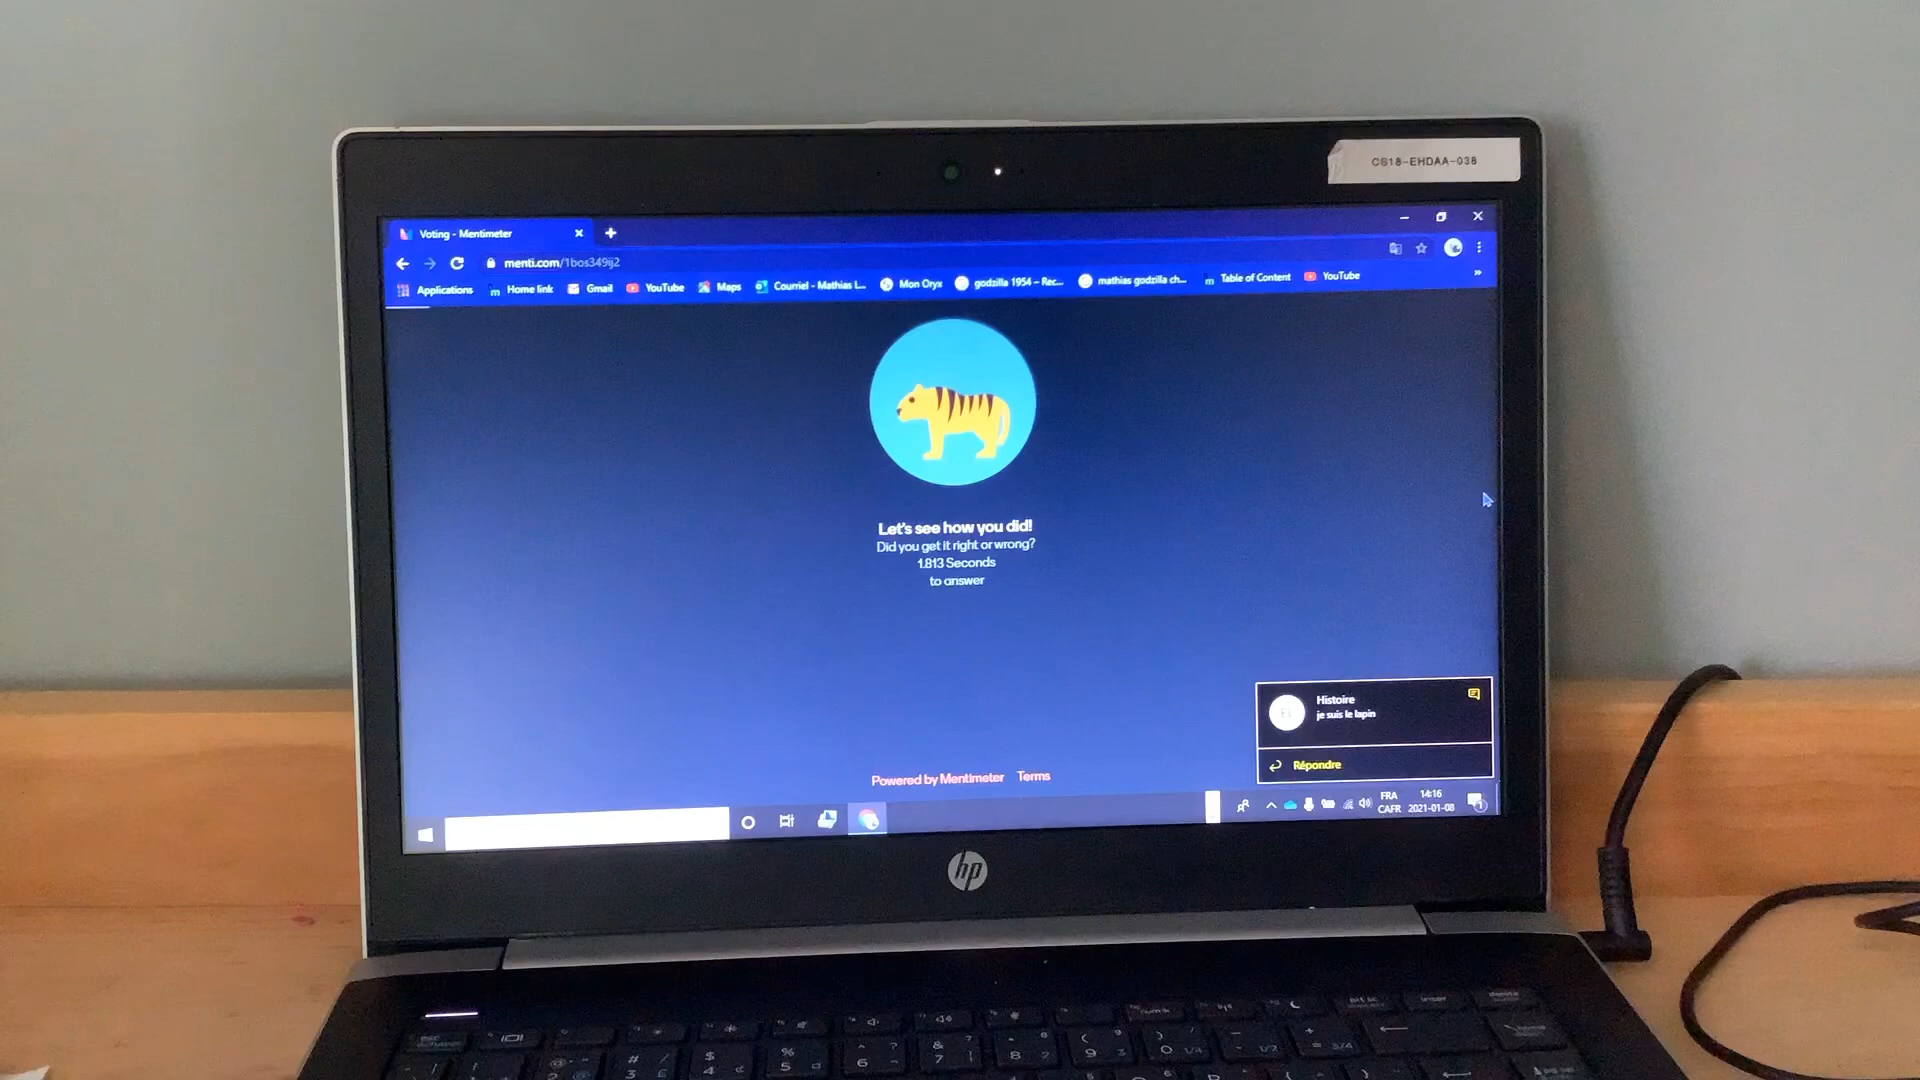 CS18-EHDAA-038
Voting - Mentimeter
menti.com/1bos349ij2
Applications Home link Gmail YouTube Maps Courriel - Mathias L... Mon Oryx godzilla 1954 – Rec... mathias godzilla ch... Table of Content YouTube
Let's see how you did!
Did you get it right or wrong?
1.813 Seconds
to answer
Histoire
je suis le lapin
Répondre
Powered by Mentimeter Terms
FRA
CAFR
14:16
2021-01-08
hp